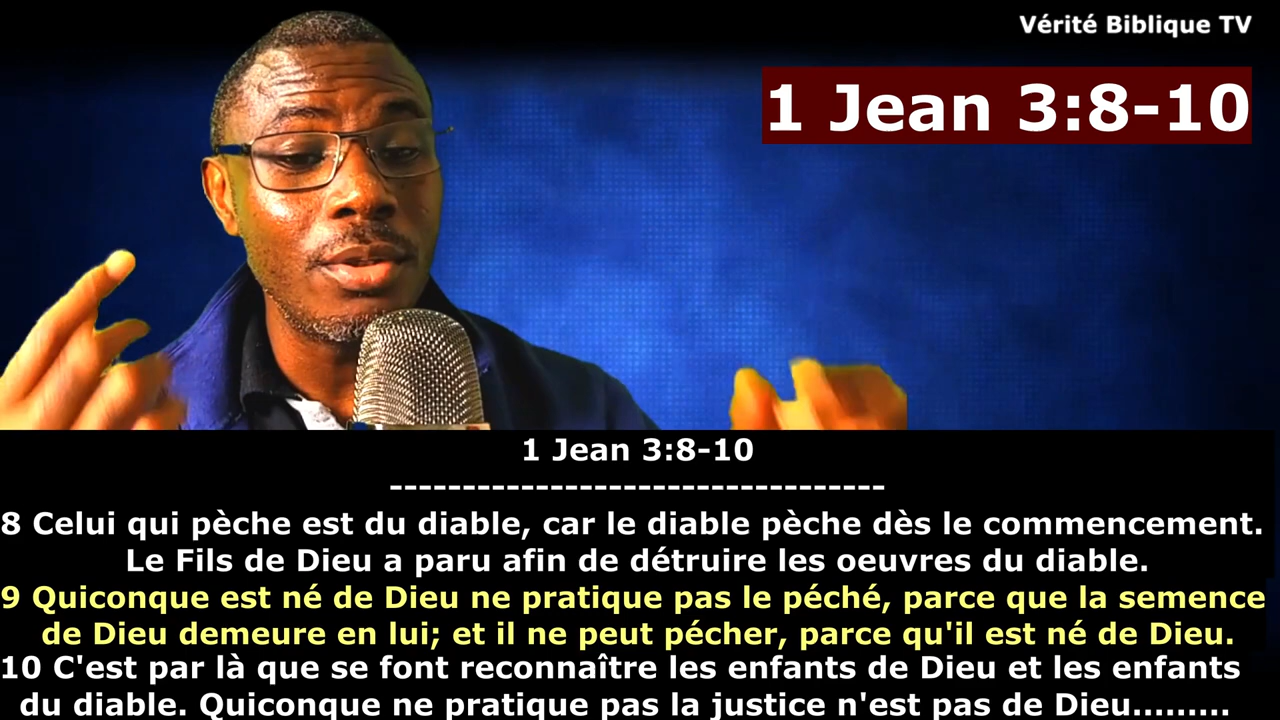 Vérité Biblique TV
1 Jean 3:8-10
1 Jean 3:8-10
----------------------------------
8 Celui qui pèche est du diable, car le diable pèche dès le commencement.
Le Fils de Dieu a paru afin de détruire les oeuvres du diable.
9 Quiconque est né de Dieu ne pratique pas le péché, parce que la semence
de Dieu demeure en lui; et il ne peut pécher, parce qu'il est né de Dieu.
10 C'est par là que se font reconnaître les enfants de Dieu et les enfants
du diable. Quiconque ne pratique pas la justice n'est pas de Dieu.........